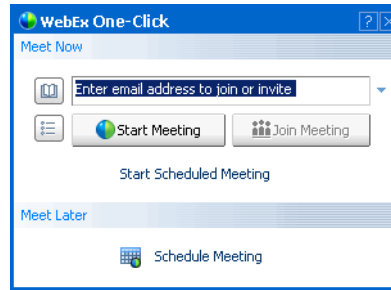 WebEx One-Click
Meet Now
Enter email address to join or invite
Start Meeting
Join Meeting
Start Scheduled Meeting
Meet Later
Schedule Meeting